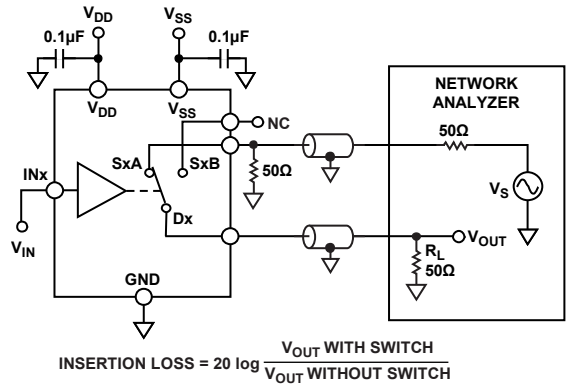 VDD
VSS
0.1µF
0.1µF
VDD
VSS
NC
NETWORK
ANALYZER
50Ω
SxA
SxB
50Ω
INx
VS
Dx
VOUT
VIN
RL
50Ω
GND
INSERTION LOSS = 20 log VOUT WITH SWITCH
VOUT WITHOUT SWITCH